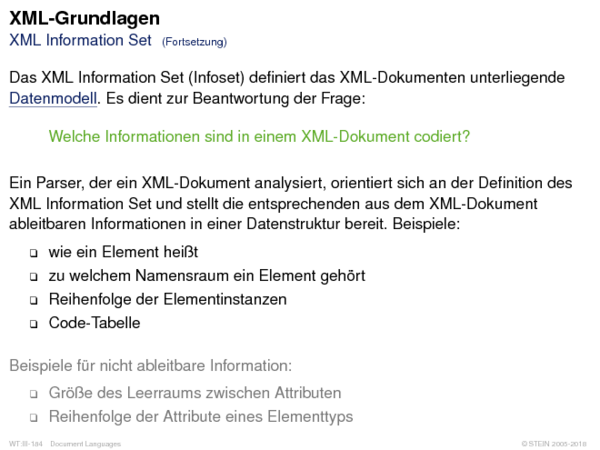 XML-Grundlagen
XML Information Set (Fortsetzung)
Das XML Information Set (Infoset) definiert das XML-Dokumenten unterliegende
Datenmodell. Es dient zur Beantwortung der Frage:
Welche Informationen sind in einem XML-Dokument codiert?
Ein Parser, der ein XML-Dokument analysiert, orientiert sich an der Definition des
XML Information Set und stellt die entsprechenden aus dem XML-Dokument
ableitbaren Informationen in einer Datenstruktur bereit. Beispiele:
❑ wie ein Element heißt
❑ zu welchem Namensraum ein Element gehört
❑ Reihenfolge der Elementinstanzen
❑ Code-Tabelle
Beispiele für nicht ableitbare Information:
❑ Größe des Leerraums zwischen Attributen
❑ Reihenfolge der Attribute eines Elementtyps
WT:III-184 Document Languages © STEIN 2005-2018